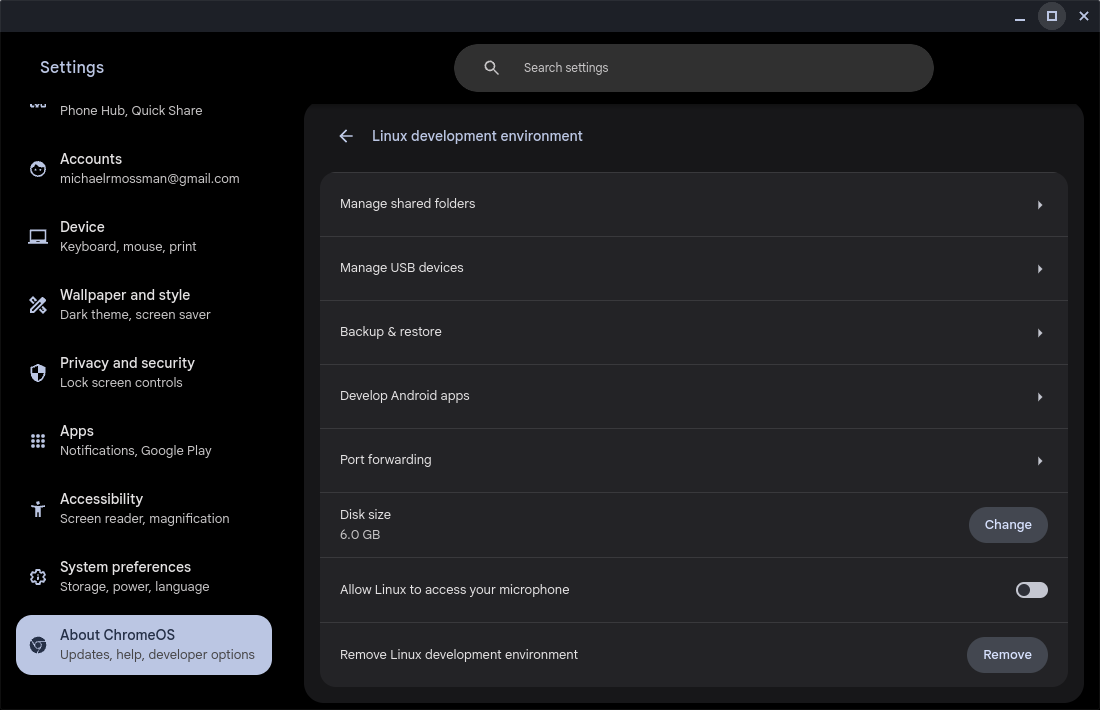 Settings
Search settings
Phone Hub, Quick Share
Accounts
michaelrmossman@gmail.com
Device
Keyboard, mouse, print
Wallpaper and style
Dark theme, screen saver
Privacy and security
Lock screen controls
Apps
Notifications, Google Play
Accessibility
Screen reader, magnification
System preferences
Storage, power, language
About ChromeOS
Updates, help, developer options
Linux development environment
Manage shared folders
Manage USB devices
Backup & restore
Develop Android apps
Port forwarding
Disk size
6.0 GB
Change
Allow Linux to access your microphone
Remove Linux development environment
Remove